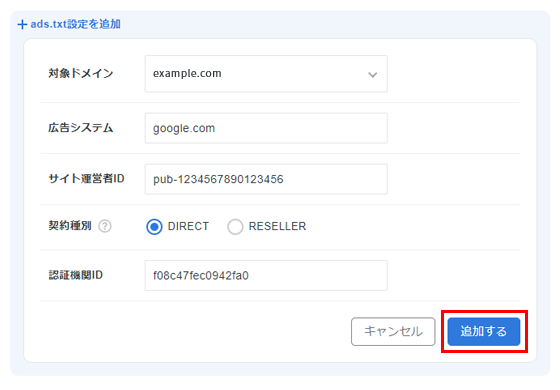 + ads.txt設定を追加
対象ドメイン example.com
広告システム google.com
サイト運営者ID pub-1234567890123456
契約種別 ? DIRECT RESELLER
認証機関ID f08c47fec0942fa0
キャンセル 追加する